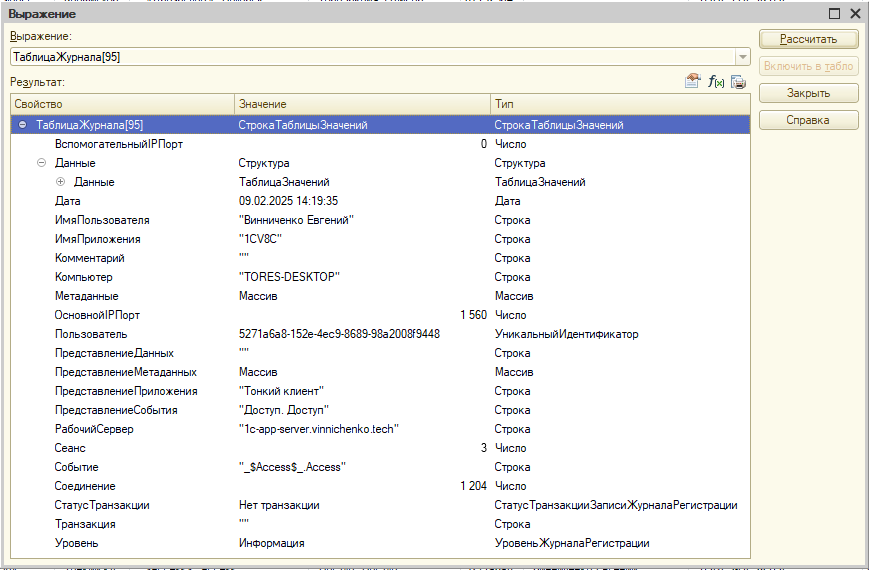 Выражение
Выражение:
ТаблицаЖурнала[95]
Рассчитать
Включить в табло
Закрыть
Справка
Результат:
Свойство Значение Тип
ТаблицаЖурнала[95] СтрокаТаблицыЗначений СтрокаТаблицыЗначений
ВспомогательныйIPПорт 0 Число
Данные Структура Структура
Данные ТаблицаЗначений ТаблицаЗначений
Дата 09.02.2025 14:19:35 Дата
ИмяПользователя "Винниченко Евгений" Строка
ИмяПриложения "1CV8C" Строка
Комментарий "" Строка
Компьютер "TORES-DESKTOP" Строка
Метаданные Массив Массив
ОсновнойIPПорт 1 560 Число
Пользователь 5271a6a8-152e-4ec9-8689-98a2008f9448 УникальныйИдентификатор
ПредставлениеДанных "" Строка
ПредставлениеМетаданных Массив Массив
ПредставлениеПриложения "Тонкий клиент" Строка
ПредставлениеСобытия "Доступ. Доступ" Строка
РабочийСервер "1c-app-server.vinnichenko.tech" Строка
Сеанс 3 Число
Событие "_$Access$_.Access" Строка
Соединение 1 204 Число
СтатусТранзакции Нет транзакции СтатусТранзакцииЗаписиЖурналаРегистрации
Транзакция "" Строка
Уровень Информация УровеньЖурналаРегистрации